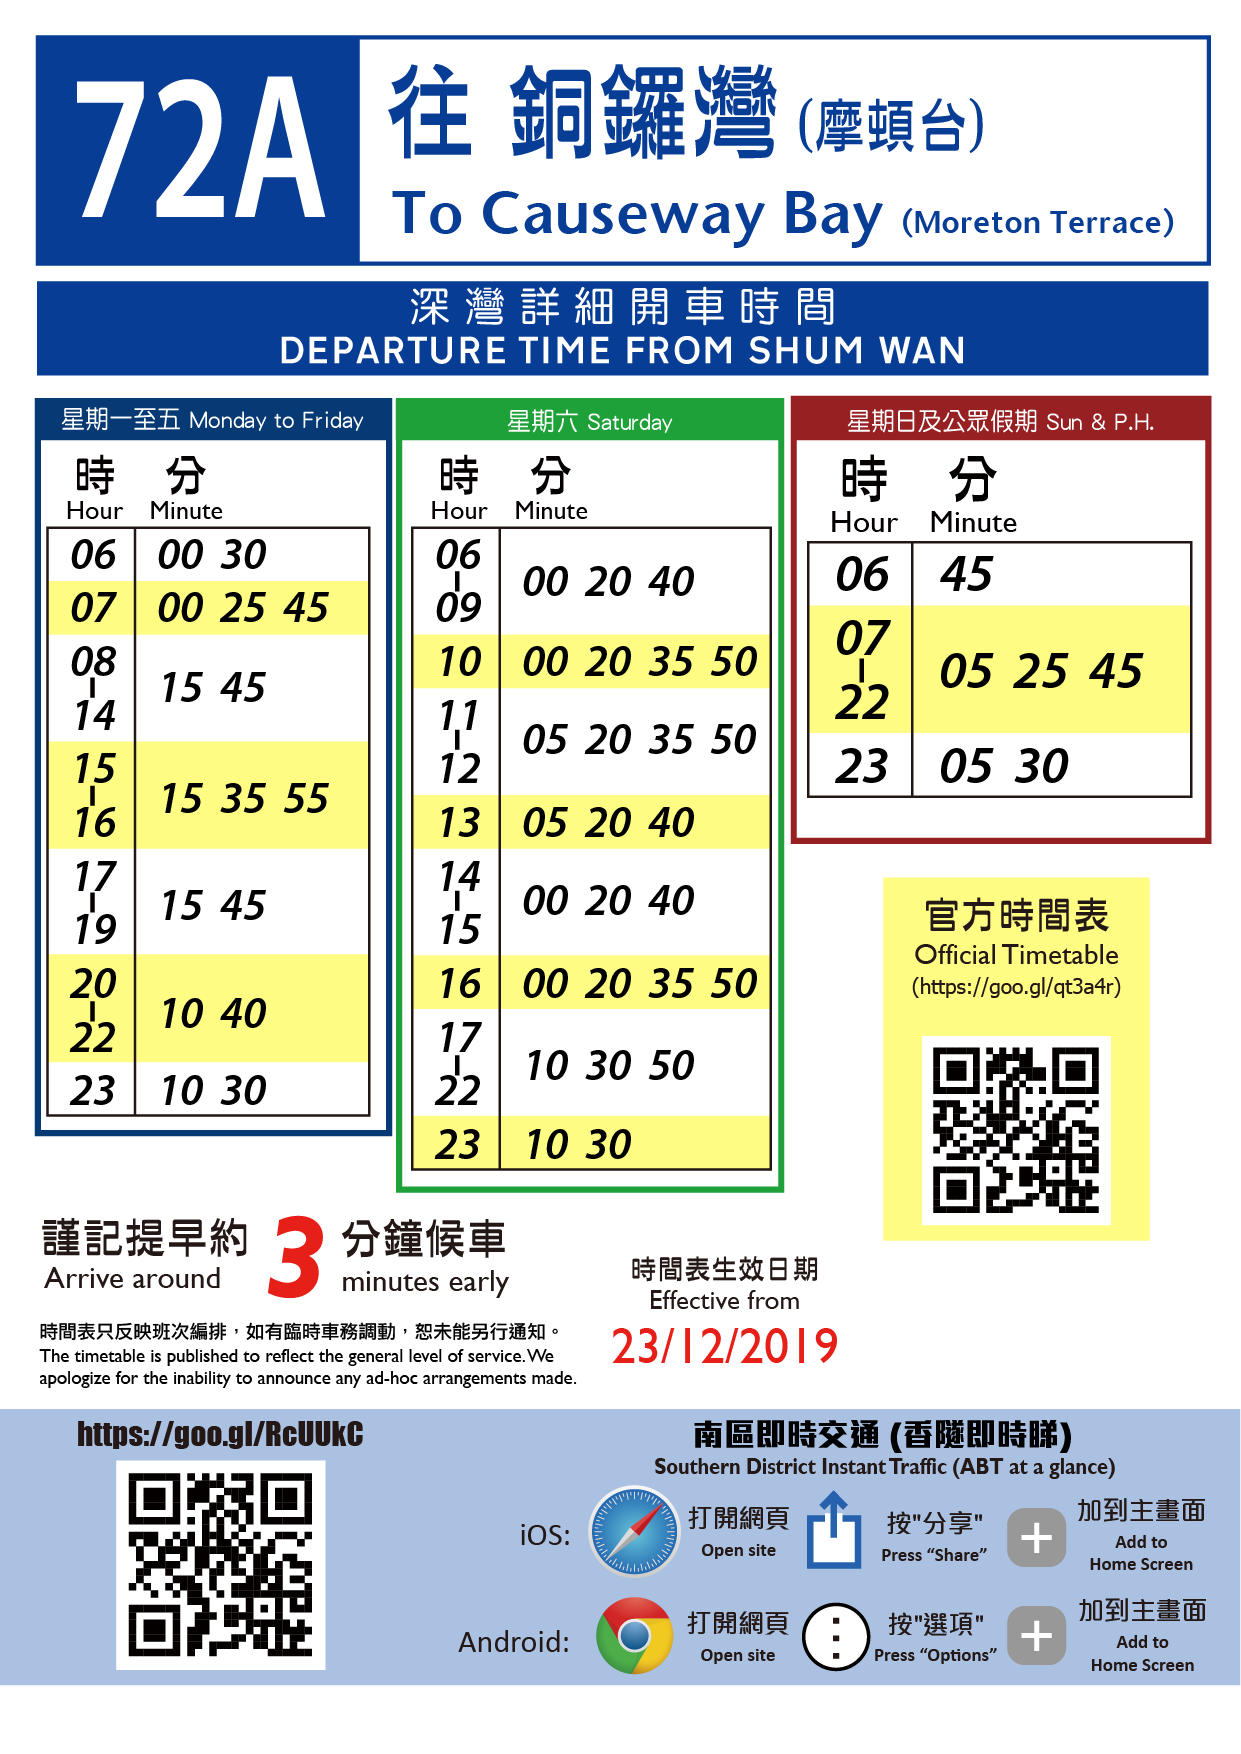 72A
往 銅鑼灣 (摩頓台)
To Causeway Bay (Moreton Terrace)
深灣詳細開車時間
DEPARTURE TIME FROM SHUM WAN
星期一至五 Monday to Friday
時 分
Hour Minute
06 00 30
07 00 25 45
08
|
14
15 45
15
|
16
15 35 55
17
|
19
15 45
20
|
22
10 40
23 10 30
星期六 Saturday
時 分
Hour Minute
06
|
09
00 20 40
10 00 20 35 50
11
|
12
05 20 35 50
13 05 20 40
14
|
15
00 20 40
16 00 20 35 50
17
|
22
10 30 50
23 10 30
星期日及公眾假期 Sun & P.H.
時 分
Hour Minute
06 45
07
|
22
05 25 45
23 05 30
官方時間表
Official Timetable
(https://goo.gl/qt3a4r)
謹記提早約 3 分鐘候車
Arrive around minutes early
時間表只反映班次編排，如有臨時車務調動，恕未能另行通知。
The timetable is published to reflect the general level of service. We
apologize for the inability to announce any ad-hoc arrangements made.
時間表生效日期
Effective from
23/12/2019
https://goo.gl/RcUUkC
南區即時交通 (香隧即時睇)
Southern District Instant Traffic (ABT at a glance)
iOS:
打開網頁
Open site
按"分享"
Press “Share”
加到主畫面
Add to
Home Screen
Android:
打開網頁
Open site
按"選項"
Press “Options”
加到主畫面
Add to
Home Screen